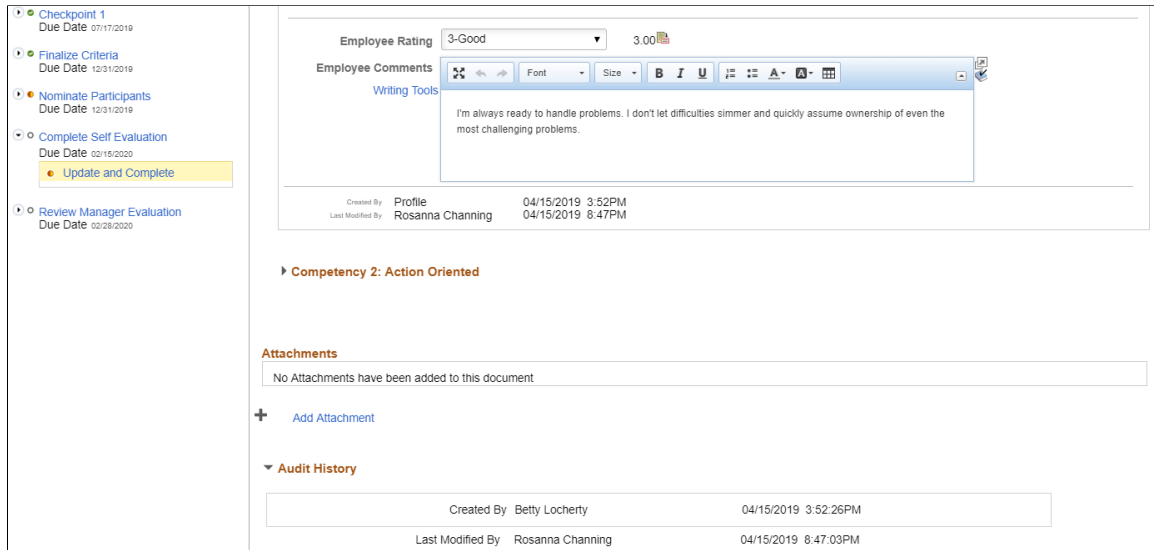 Checkpoint 1
Due Date 07/17/2019
Finalize Criteria
Due Date 12/31/2019
Nominate Participants
Due Date 12/31/2019
Complete Self Evaluation
Due Date 02/15/2020
Update and Complete
Review Manager Evaluation
Due Date 02/28/2020
Employee Rating 3-Good 3.00
Employee Comments
Writing Tools
Font Size B I U A A
I'm always ready to handle problems. I don't let difficulties simmer and quickly assume ownership of even the
most challenging problems.
Created By Profile 04/15/2019 3:52PM
Last Modified By Rosanna Channing 04/15/2019 8:47PM
Competency 2: Action Oriented
Attachments
No Attachments have been added to this document
Add Attachment
Audit History
Created By Betty Locherty 04/15/2019 3:52:26PM
Last Modified By Rosanna Channing 04/15/2019 8:47:03PM